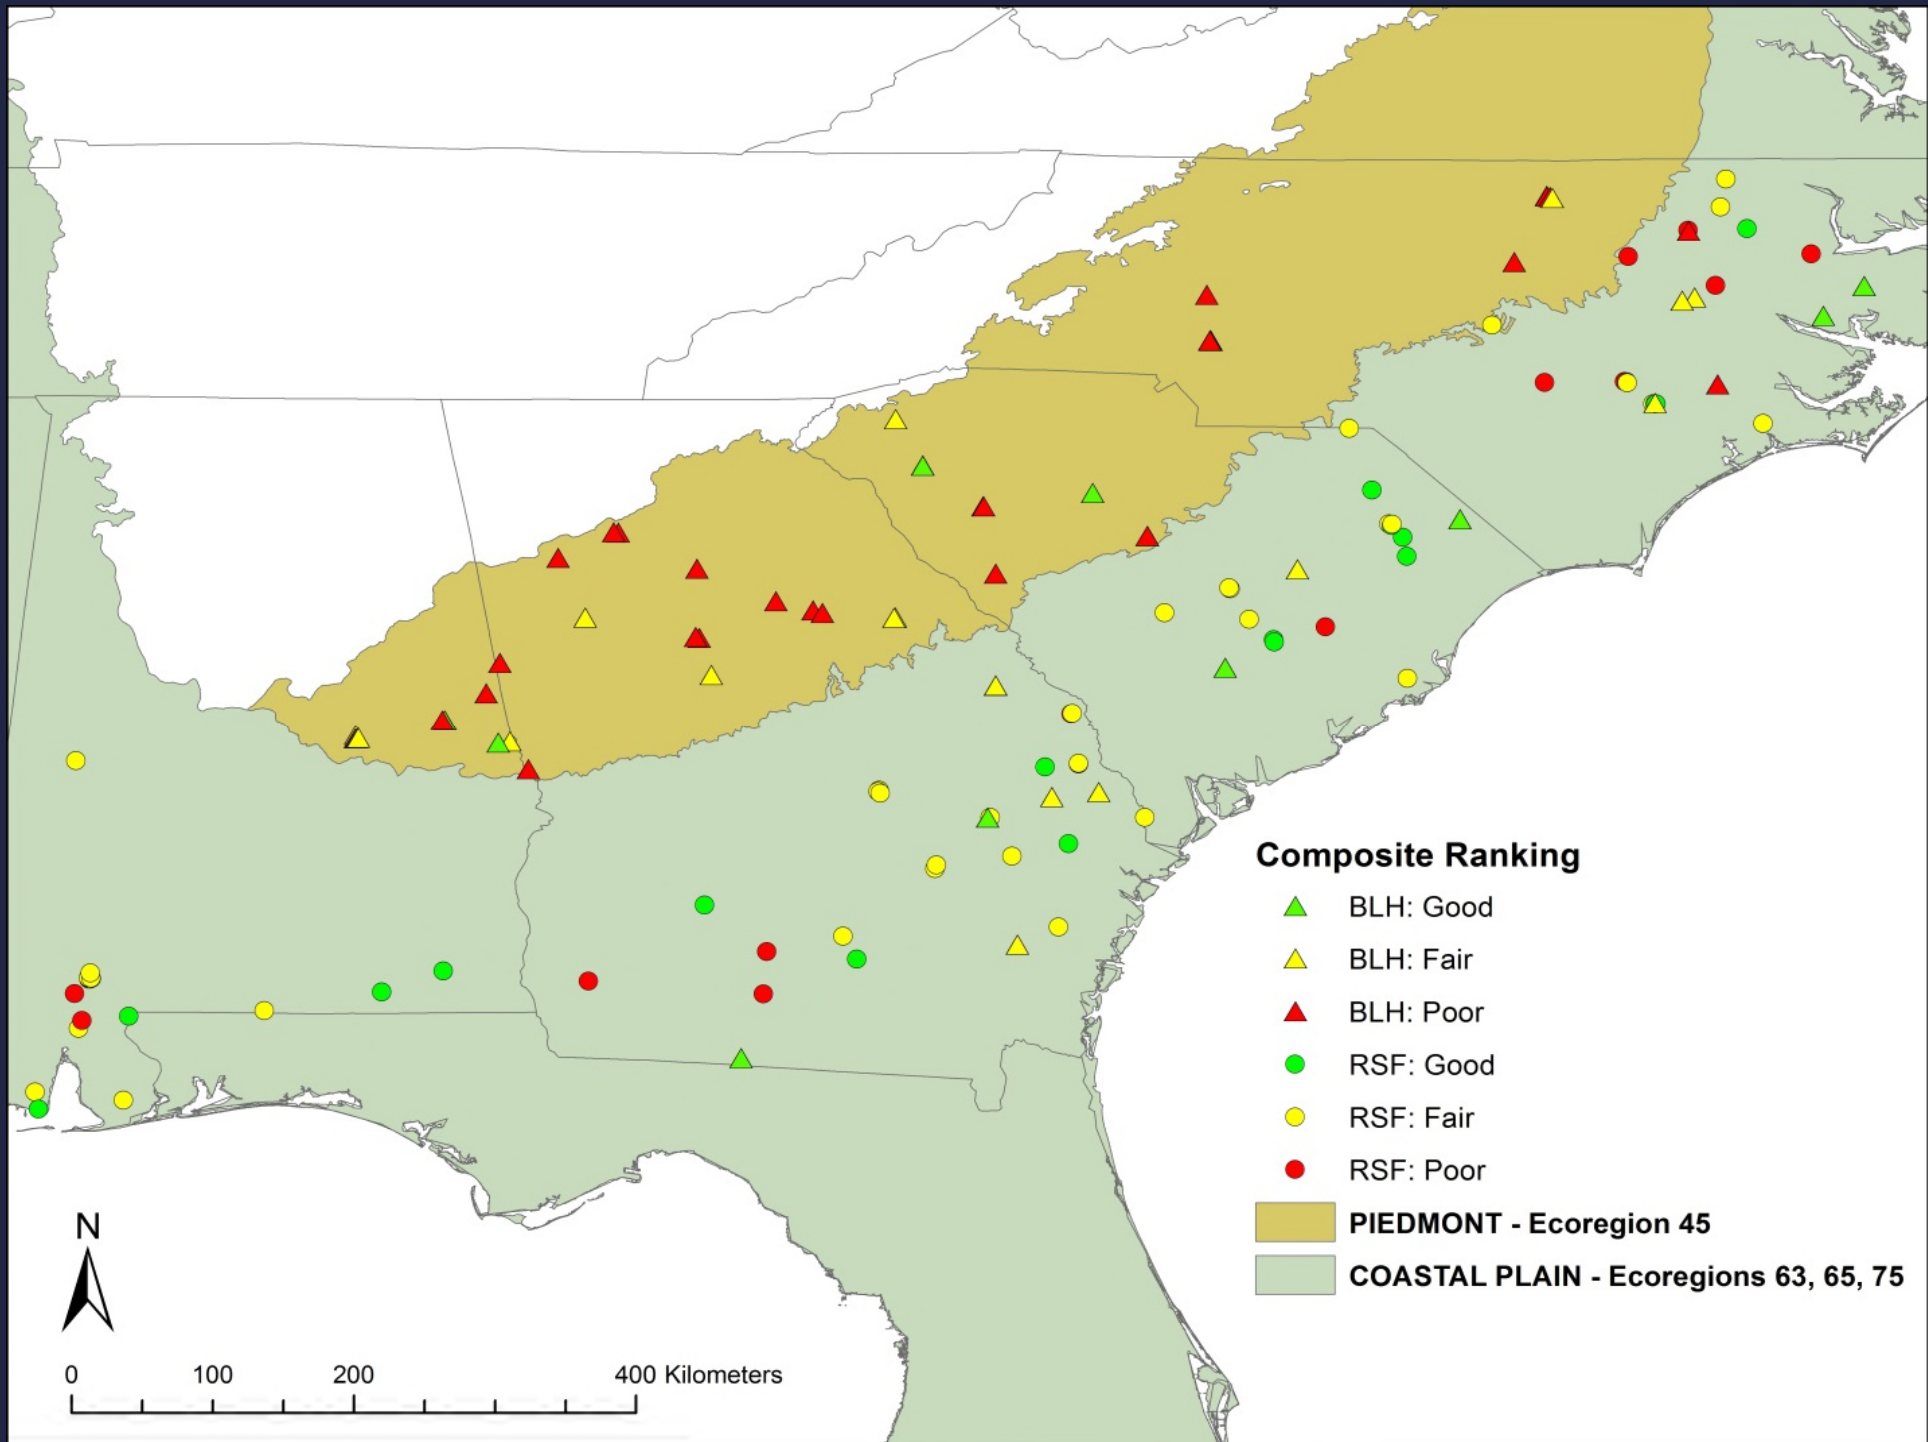 Composite Ranking
BLH: Good
BLH: Fair
BLH: Poor
RSF: Good
RSF: Fair
RSF: Poor
PIEDMONT - Ecoregion 45
COASTAL PLAIN - Ecoregions 63, 65, 75
N
0 100 200 400 Kilometers